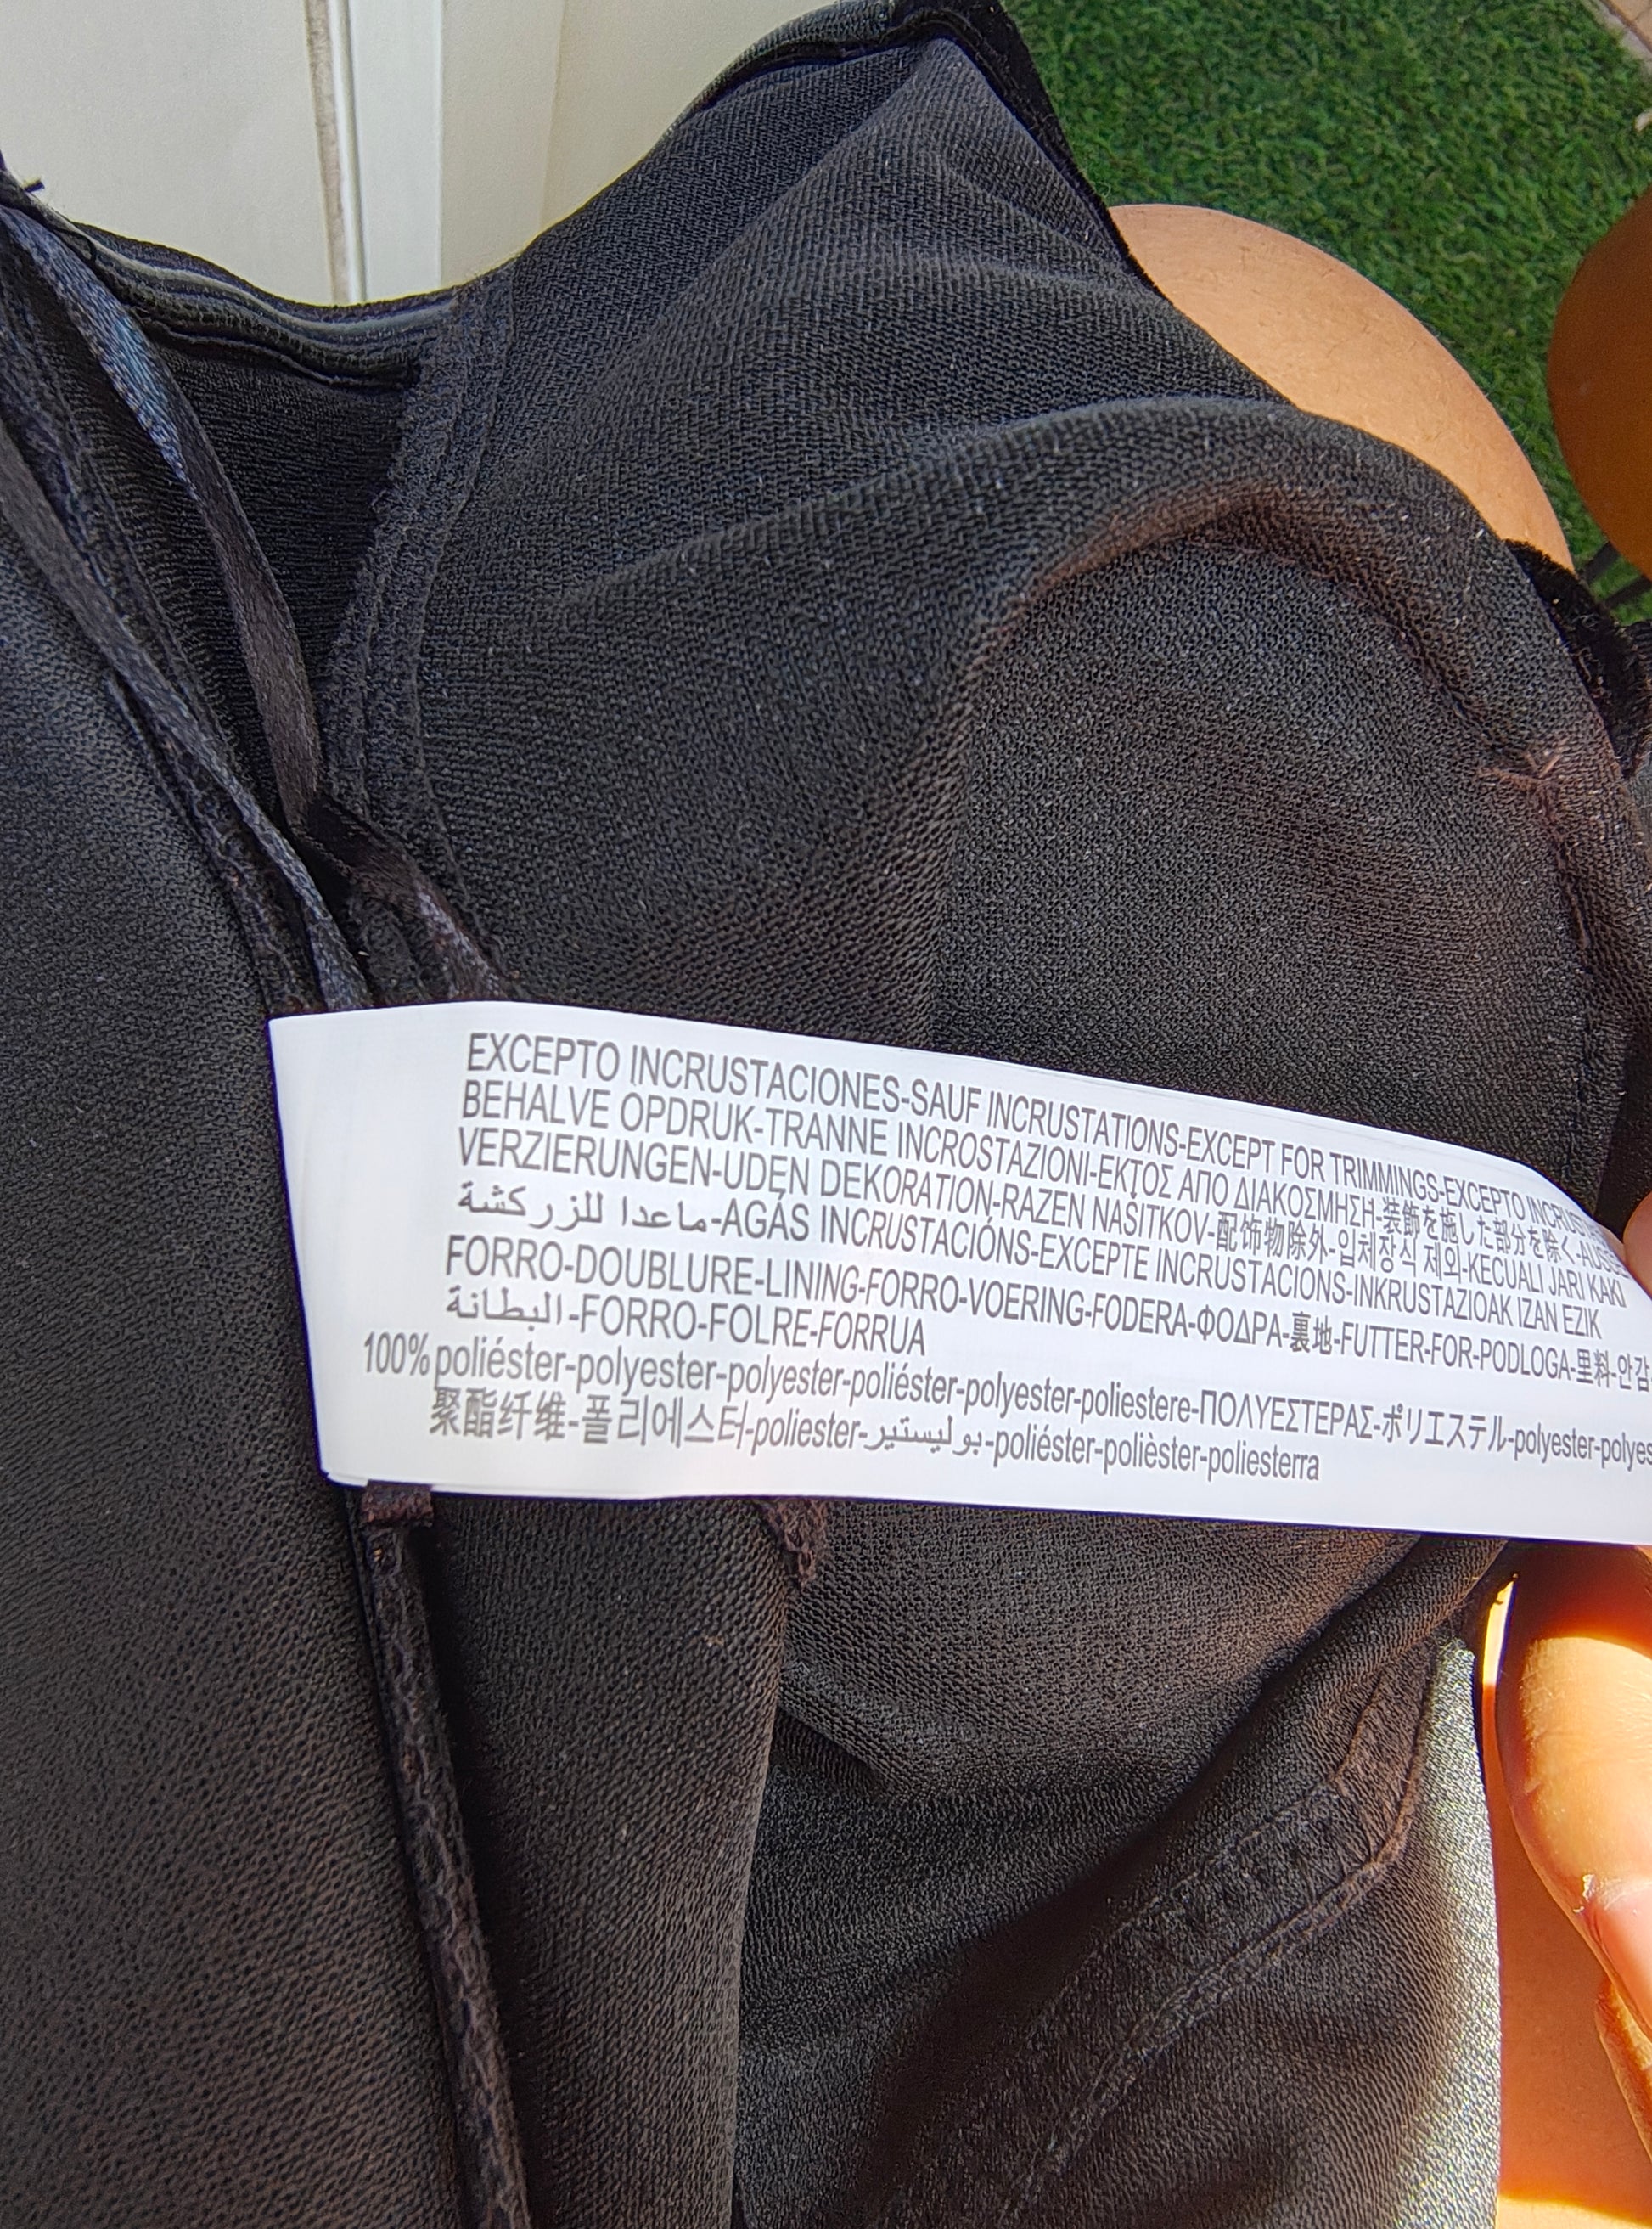 EXCEPTO INCRUSTACIONES-SAUF INCRUSTATIONS-EXCEPT FOR TRIMMINGS-EXCEPTO
BEHALVE OPDRUK-TRANNE INCROSTAZIONI-ΕΚΤΟΣ ΑΠΟ ΔΙΑΚΟΣΜΗΣΗ-装飾を施した部分を除く
VERZIERUNGEN-UDEN DEKORATION-RAZEN NAŠITKOV-配饰物除外-입체장식 제외-KECUALI JARI KAKI
ماعدا للزركشة-AGÁS INCRUSTACIÓNS-EXCEPTE INCRUSTACIONS-INKRUSTAZIOAK IZAN EZIK
FORRO-DOUBLURE-LINING-FORRO-VOERING-FODERA-ΦΟΔΡΑ-裏地-FUTTER-FOR-PODLOGA-里料-안감
البطانة-FORRO-FOLRE-FORRUA
100% poliéster-polyester-polyester-poliéster-polyester-poliestere-ΠΟΛΥΕΣΤΕΡΑΣ-ポリエステル-polyester
聚酯纤维-폴리에스터-poliester-بوليستير-poliéster-polièster-poliesterra